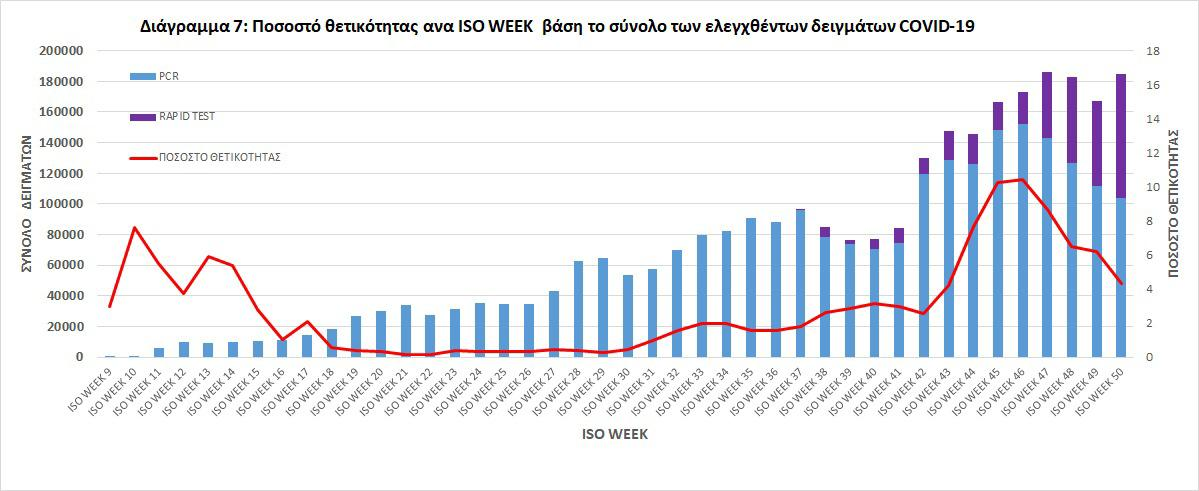 Διάγραμμα 7: Ποσοστό θετικότητας ανα ISO WEEK βάση το σύνολο των ελεγχθέντων δειγμάτων COVID-19
PCR
RAPID TEST
ΠΟΣΟΣΤΟ ΘΕΤΙΚΟΤΗΤΑΣ
ΣΥΝΟΛΟ ΔΕΙΓΜΑΤΩΝ
200000
180000
160000
140000
120000
100000
80000
60000
40000
20000
0
18
16
14
12
10
8
6
4
2
0
ΠΟΣΟΣΤΟ ΘΕΤΙΚΟΤΗΤΑΣ
ISO WEEK 9
ISO WEEK 10
ISO WEEK 11
ISO WEEK 12
ISO WEEK 13
ISO WEEK 14
ISO WEEK 15
ISO WEEK 16
ISO WEEK 17
ISO WEEK 18
ISO WEEK 19
ISO WEEK 20
ISO WEEK 21
ISO WEEK 22
ISO WEEK 23
ISO WEEK 24
ISO WEEK 25
ISO WEEK 26
ISO WEEK 27
ISO WEEK 28
ISO WEEK 29
ISO WEEK 30
ISO WEEK 31
ISO WEEK 32
ISO WEEK 33
ISO WEEK 34
ISO WEEK 35
ISO WEEK 36
ISO WEEK 37
ISO WEEK 38
ISO WEEK 39
ISO WEEK 40
ISO WEEK 41
ISO WEEK 42
ISO WEEK 43
ISO WEEK 44
ISO WEEK 45
ISO WEEK 46
ISO WEEK 47
ISO WEEK 48
ISO WEEK 49
ISO WEEK 50
ISO WEEK